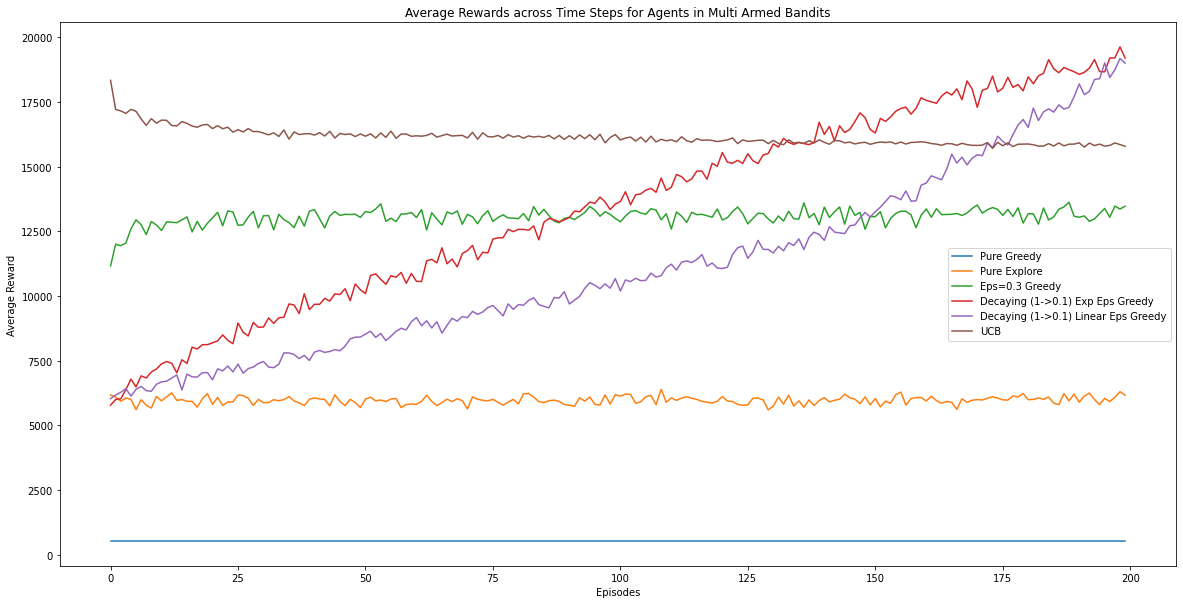 Average Rewards across Time Steps for Agents in Multi Armed Bandits
20000
17500
15000
12500
10000
7500
5000
2500
0
Average Reward
Pure Greedy
Pure Explore
Eps=0.3 Greedy
Decaying (1->0.1) Exp Eps Greedy
Decaying (1->0.1) Linear Eps Greedy
UCB
0 25 50 75 100 125 150 175 200
Episodes